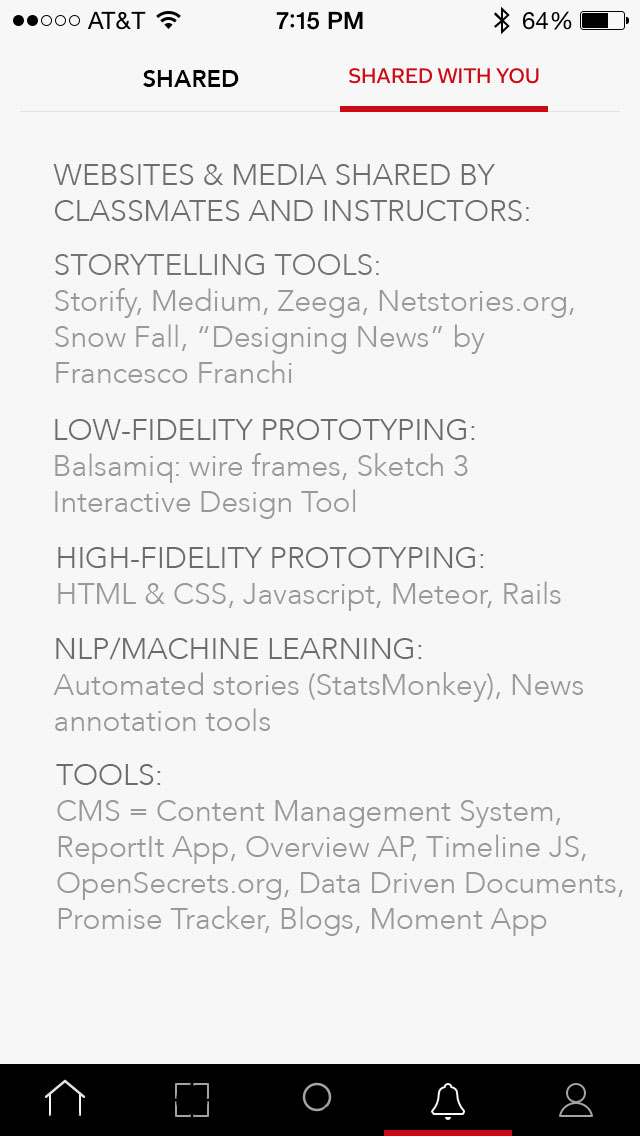 AT&T 7:15 PM 64%
SHARED SHARED WITH YOU
WEBSITES & MEDIA SHARED BY
CLASSMATES AND INSTRUCTORS:
STORYTELLING TOOLS:
Storify, Medium, Zeega, Netstories.org,
Snow Fall, “Designing News” by
Francesco Franchi
LOW-FIDELITY PROTOTYPING:
Balsamiq: wire frames, Sketch 3
Interactive Design Tool
HIGH-FIDELITY PROTOTYPING:
HTML & CSS, Javascript, Meteor, Rails
NLP/MACHINE LEARNING:
Automated stories (StatsMonkey), News
annotation tools
TOOLS:
CMS = Content Management System,
ReportIt App, Overview AP, Timeline JS,
OpenSecrets.org, Data Driven Documents,
Promise Tracker, Blogs, Moment App